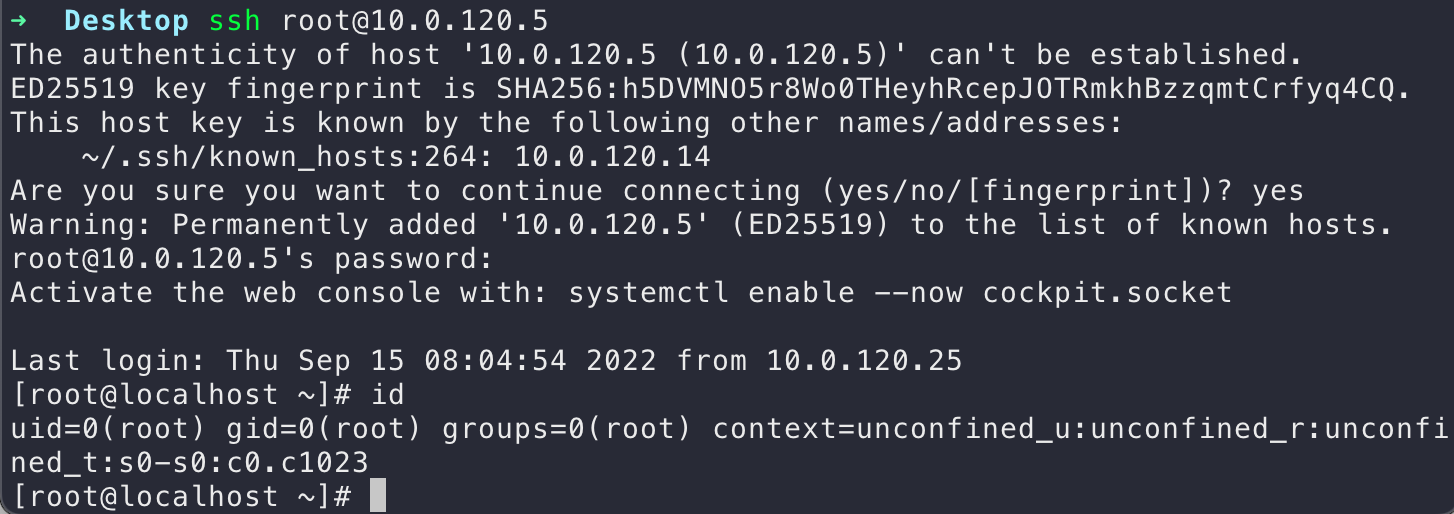 →  Desktop ssh root@10.0.120.5
The authenticity of host '10.0.120.5 (10.0.120.5)' can't be established.
ED25519 key fingerprint is SHA256:h5DVMNO5r8Wo0THeyhRcepJOTRmkhBzzqmtCrfyq4CQ.
This host key is known by the following other names/addresses:
    ~/.ssh/known_hosts:264: 10.0.120.14
Are you sure you want to continue connecting (yes/no/[fingerprint])? yes
Warning: Permanently added '10.0.120.5' (ED25519) to the list of known hosts.
root@10.0.120.5's password:
Activate the web console with: systemctl enable --now cockpit.socket

Last login: Thu Sep 15 08:04:54 2022 from 10.0.120.25
[root@localhost ~]# id
uid=0(root) gid=0(root) groups=0(root) context=unconfined_u:unconfined_r:unconfi
ned_t:s0-s0:c0.c1023
[root@localhost ~]#